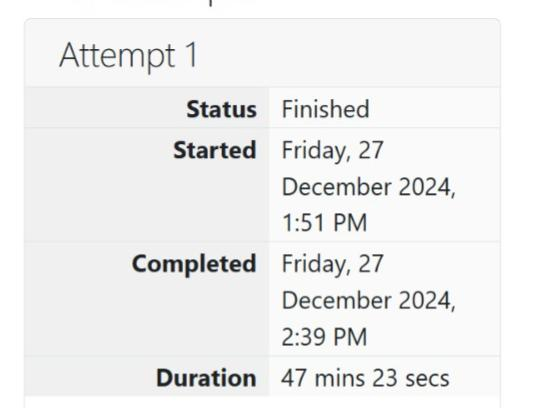 Attempt 1
Status Finished
Started Friday, 27
December 2024,
1:51 PM
Completed Friday, 27
December 2024,
2:39 PM
Duration 47 mins 23 secs